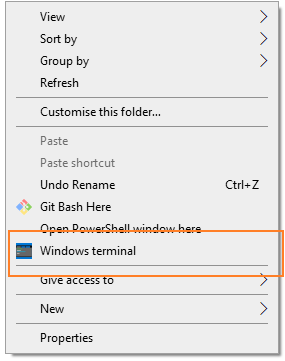 View
Sort by
Group by
Refresh
Customise this folder...
Paste
Paste shortcut
Undo Rename Ctrl+Z
Git Bash Here
Open PowerShell window here
Windows terminal
Give access to
New
Properties